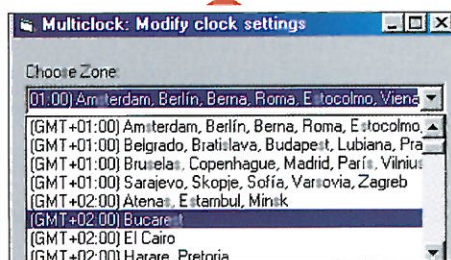 Multiclock: Modify clock settings
Choose Zone:
01:00) Amsterdam, Berlín, Berna, Roma, Estocolmo, Viena
(GMT+01:00) Amsterdam, Berlín, Berna, Roma, Estocolmo,
(GMT+01:00) Belgrado, Bratislava, Budapest, Lubiana, Pra
(GMT+01:00) Bruselas, Copenhague, Madrid, París, Vilnius
(GMT+01:00) Sarajevo, Skopje, Sofía, Varsovia, Zagreb
(GMT+02:00) Atenas, Estambul, Minsk
(GMT+02:00) Bucarest
(GMT+02:00) El Cairo
(GMT+02:00) Harare, Pretoria